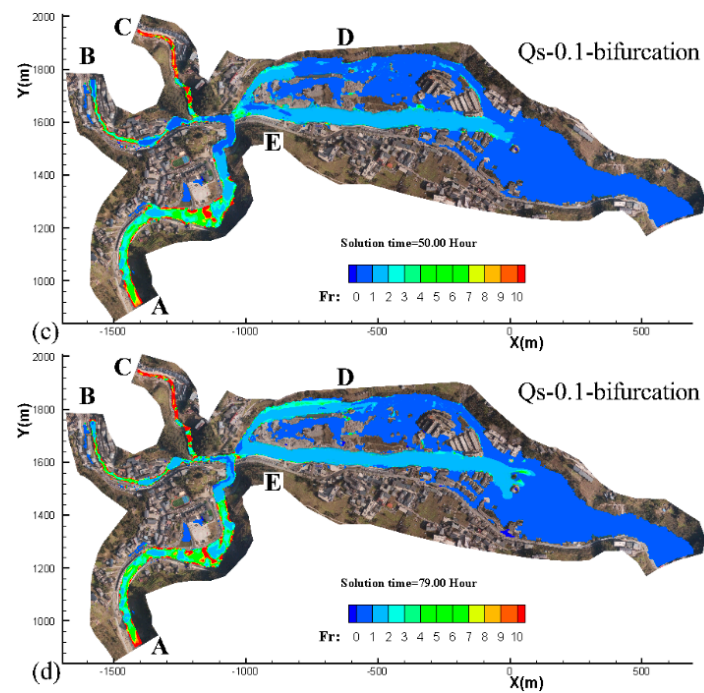 2000
C
B
D
Qs-0.1-bifurcation
1800
Y(m)
1600
E
1400
1200
Solution time=50.00 Hour
1000
A
Fr: 0 1 2 3 4 5 6 7 8 9 10
(c)
-1500 -1000 -500 0 500
X(m)
2000
C
B
D
Qs-0.1-bifurcation
1800
Y(m)
1600
E
1400
1200
Solution time=79.00 Hour
1000
A
Fr: 0 1 2 3 4 5 6 7 8 9 10
(d)
-1500 -1000 -500 0 500
X(m)